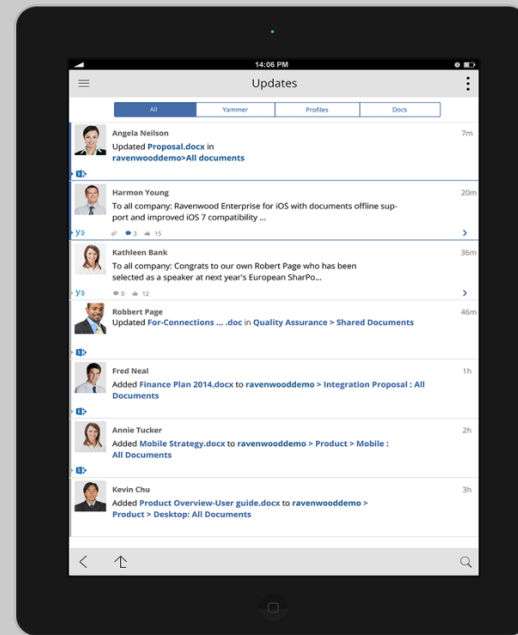 14:06 PM
Updates
All
Yammer
Profiles
Docs
Angela Neilson
7m
Updated Proposal.docx in
ravenwooddemo>All documents
Harmon Young
20m
To all company: Ravenwood Enterprise for iOS with documents offline sup-
port and improved iOS 7 compatibility ...
3
15
Kathleen Bank
36m
To all company: Congrats to our own Robert Page who has been
selected as a speaker at next year's European SharPo...
0
12
Robbert Page
46m
Updated For-Connections ... .doc in Quality Assurance > Shared Documents
Fred Neal
1h
Added Finance Plan 2014.docx to ravenwooddemo > Integration Proposal : All
Documents
Annie Tucker
2h
Added Mobile Strategy.docx to ravenwooddemo > Product > Mobile :
All Documents
Kevin Chu
3h
Added Product Overview-User guide.docx to ravenwooddemo >
Product > Desktop: All Documents